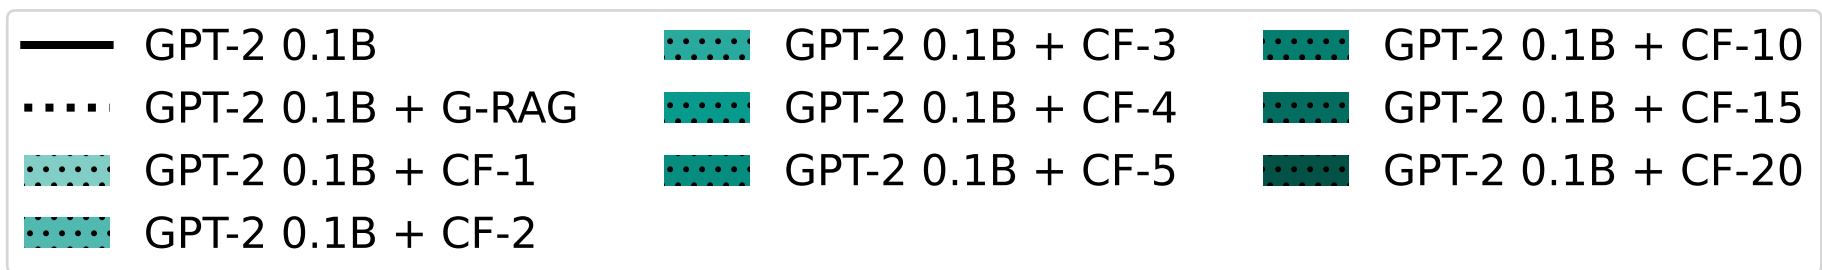 GPT-2 0.1B
GPT-2 0.1B + G-RAG
GPT-2 0.1B + CF-1
GPT-2 0.1B + CF-2
GPT-2 0.1B + CF-3
GPT-2 0.1B + CF-4
GPT-2 0.1B + CF-5
GPT-2 0.1B + CF-10
GPT-2 0.1B + CF-15
GPT-2 0.1B + CF-20